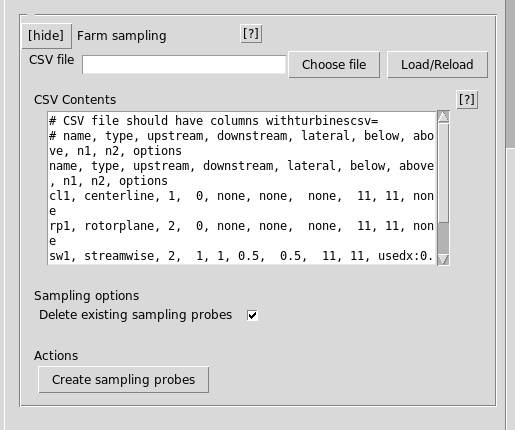 [hide] Farm sampling [?]
CSV file Choose file Load/Reload
CSV Contents [?]
# CSV file should have columns withturbinescsv=
# name, type, upstream, downstream, lateral, below, abo
ve, n1, n2, options
name, type, upstream, downstream, lateral, below, above
, n1, n2, options
cl1, centerline, 1,  0, none, none,  none,  11, 11, non
e
rp1, rotorplane, 2,  0, none, none,  none,  11, 11, non
e
sw1, streamwise, 2,  1, 1, 0.5,  0.5,  11, 11, usedx:0.
Sampling options
Delete existing sampling probes
Actions
Create sampling probes